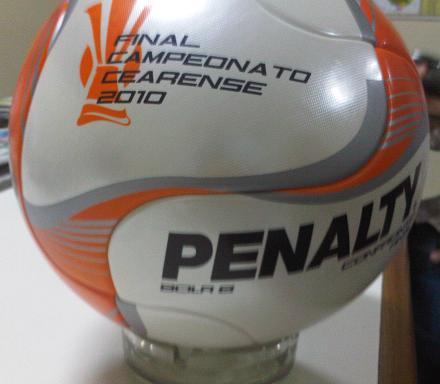 FINAL
CAMPEONATO
CEARENSE
2010
PENALTY
BOLA 8